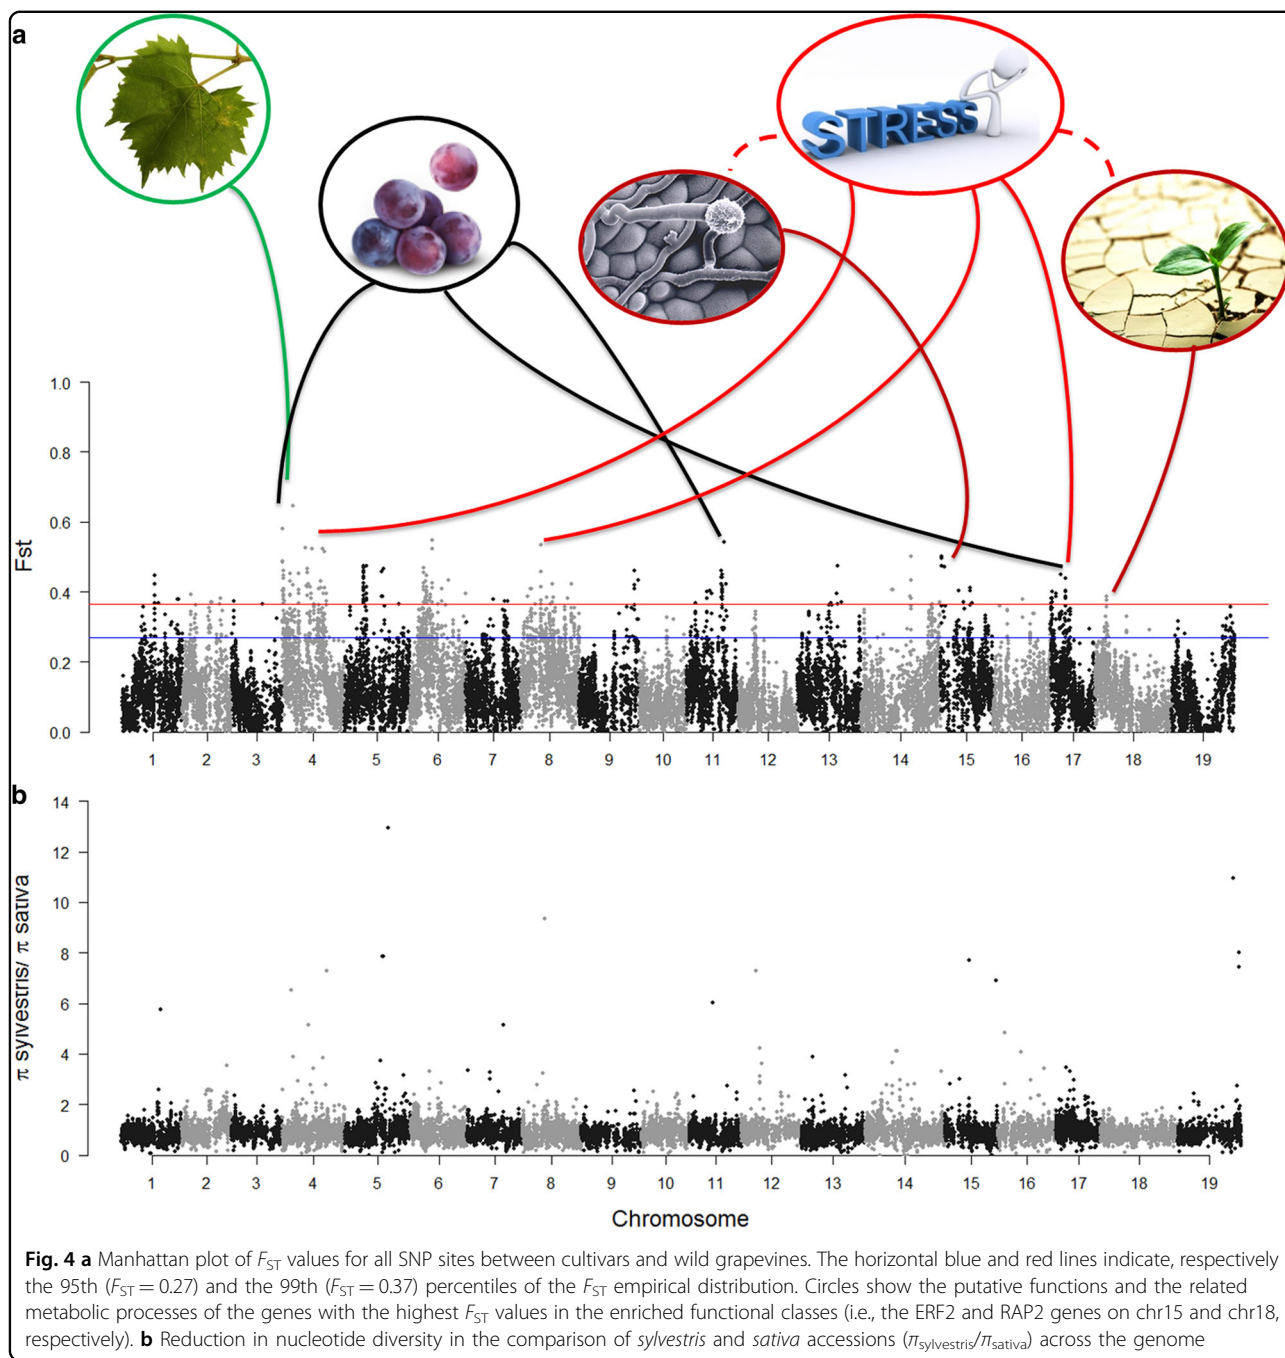 a
STRESS
Fst
1.0
0.8
0.6
0.4
0.2
0.0
1 2 3 4 5 6 7 8 9 10 11 12 13 14 15 16 17 18 19
b
π sylvestris/ π sativa
14
12
10
8
6
4
2
0
1 2 3 4 5 6 7 8 9 10 11 12 13 14 15 16 17 18 19
Chromosome
Fig. 4 a Manhattan plot of FST values for all SNP sites between cultivars and wild grapevines. The horizontal blue and red lines indicate, respectively
the 95th (FST = 0.27) and the 99th (FST = 0.37) percentiles of the FST empirical distribution. Circles show the putative functions and the related
metabolic processes of the genes with the highest FST values in the enriched functional classes (i.e., the ERF2 and RAP2 genes on chr15 and chr18,
respectively). b Reduction in nucleotide diversity in the comparison of sylvestris and sativa accessions (πsylvestris/πsativa) across the genome